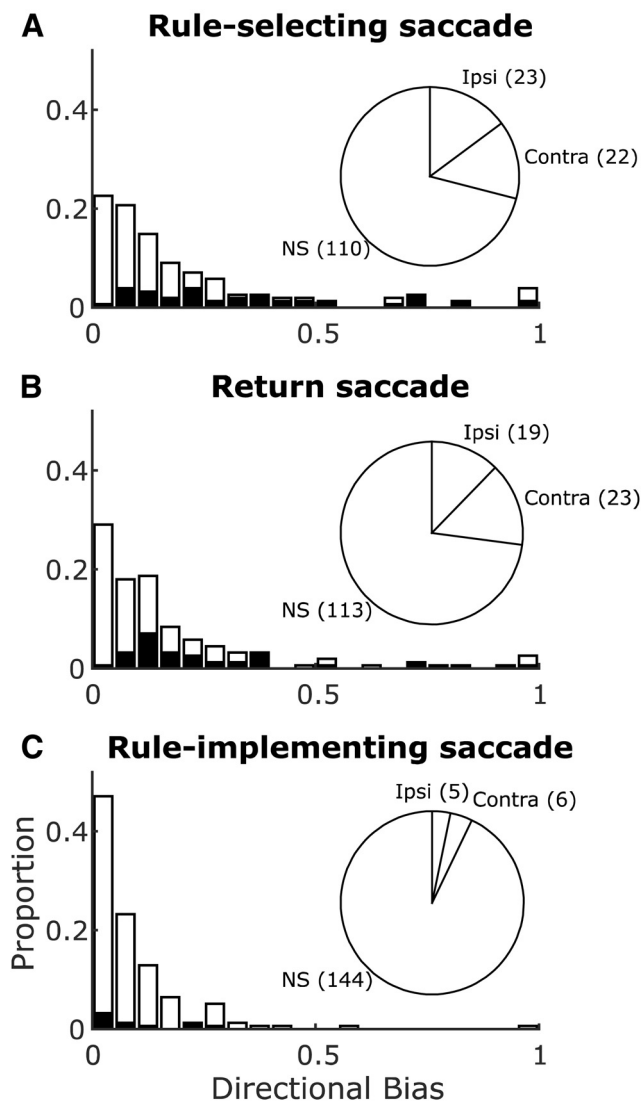 A Rule-selecting saccade
Ipsi (23)
0.4
Contra (22)
0.2
NS (110)
0
0 0.5 1
B Return saccade
Ipsi (19)
0.4
Contra (23)
0.2
NS (113)
0
0 0.5 1
C Rule-implementing saccade
Ipsi (5) Contra (6)
0.4
Proportion
0.2
NS (144)
0
0 0.5 1
Directional Bias